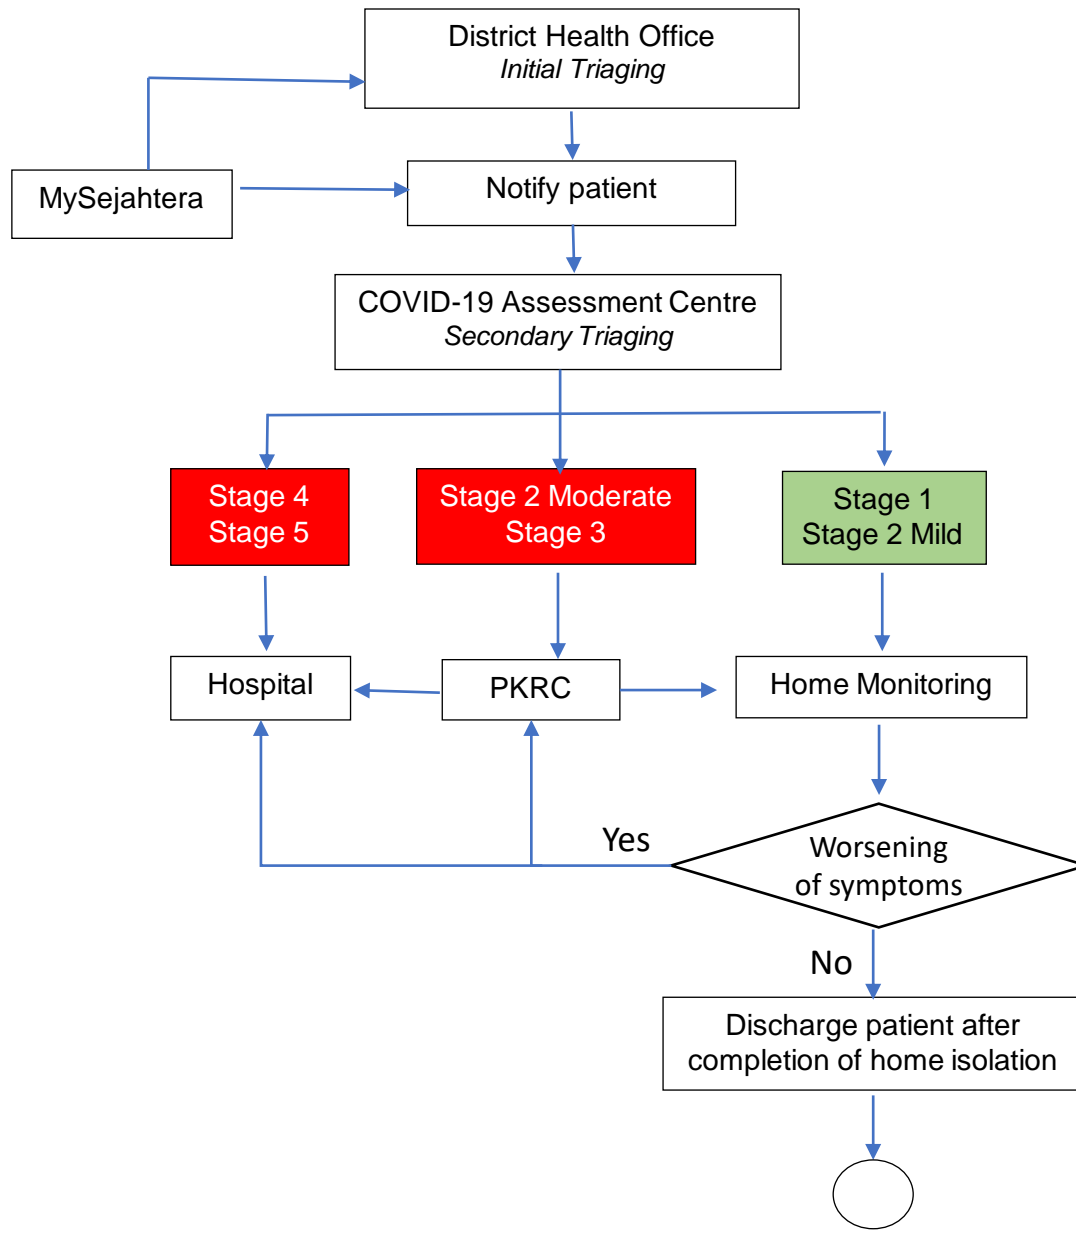 District Health Office
Initial Triaging
MySejahtera
Notify patient
COVID-19 Assessment Centre
Secondary Triaging
Stage 4
Stage 5
Stage 2 Moderate
Stage 3
Stage 1
Stage 2 Mild
Hospital
PKRC
Home Monitoring
Yes
Worsening
of symptoms
No
Discharge patient after
completion of home isolation